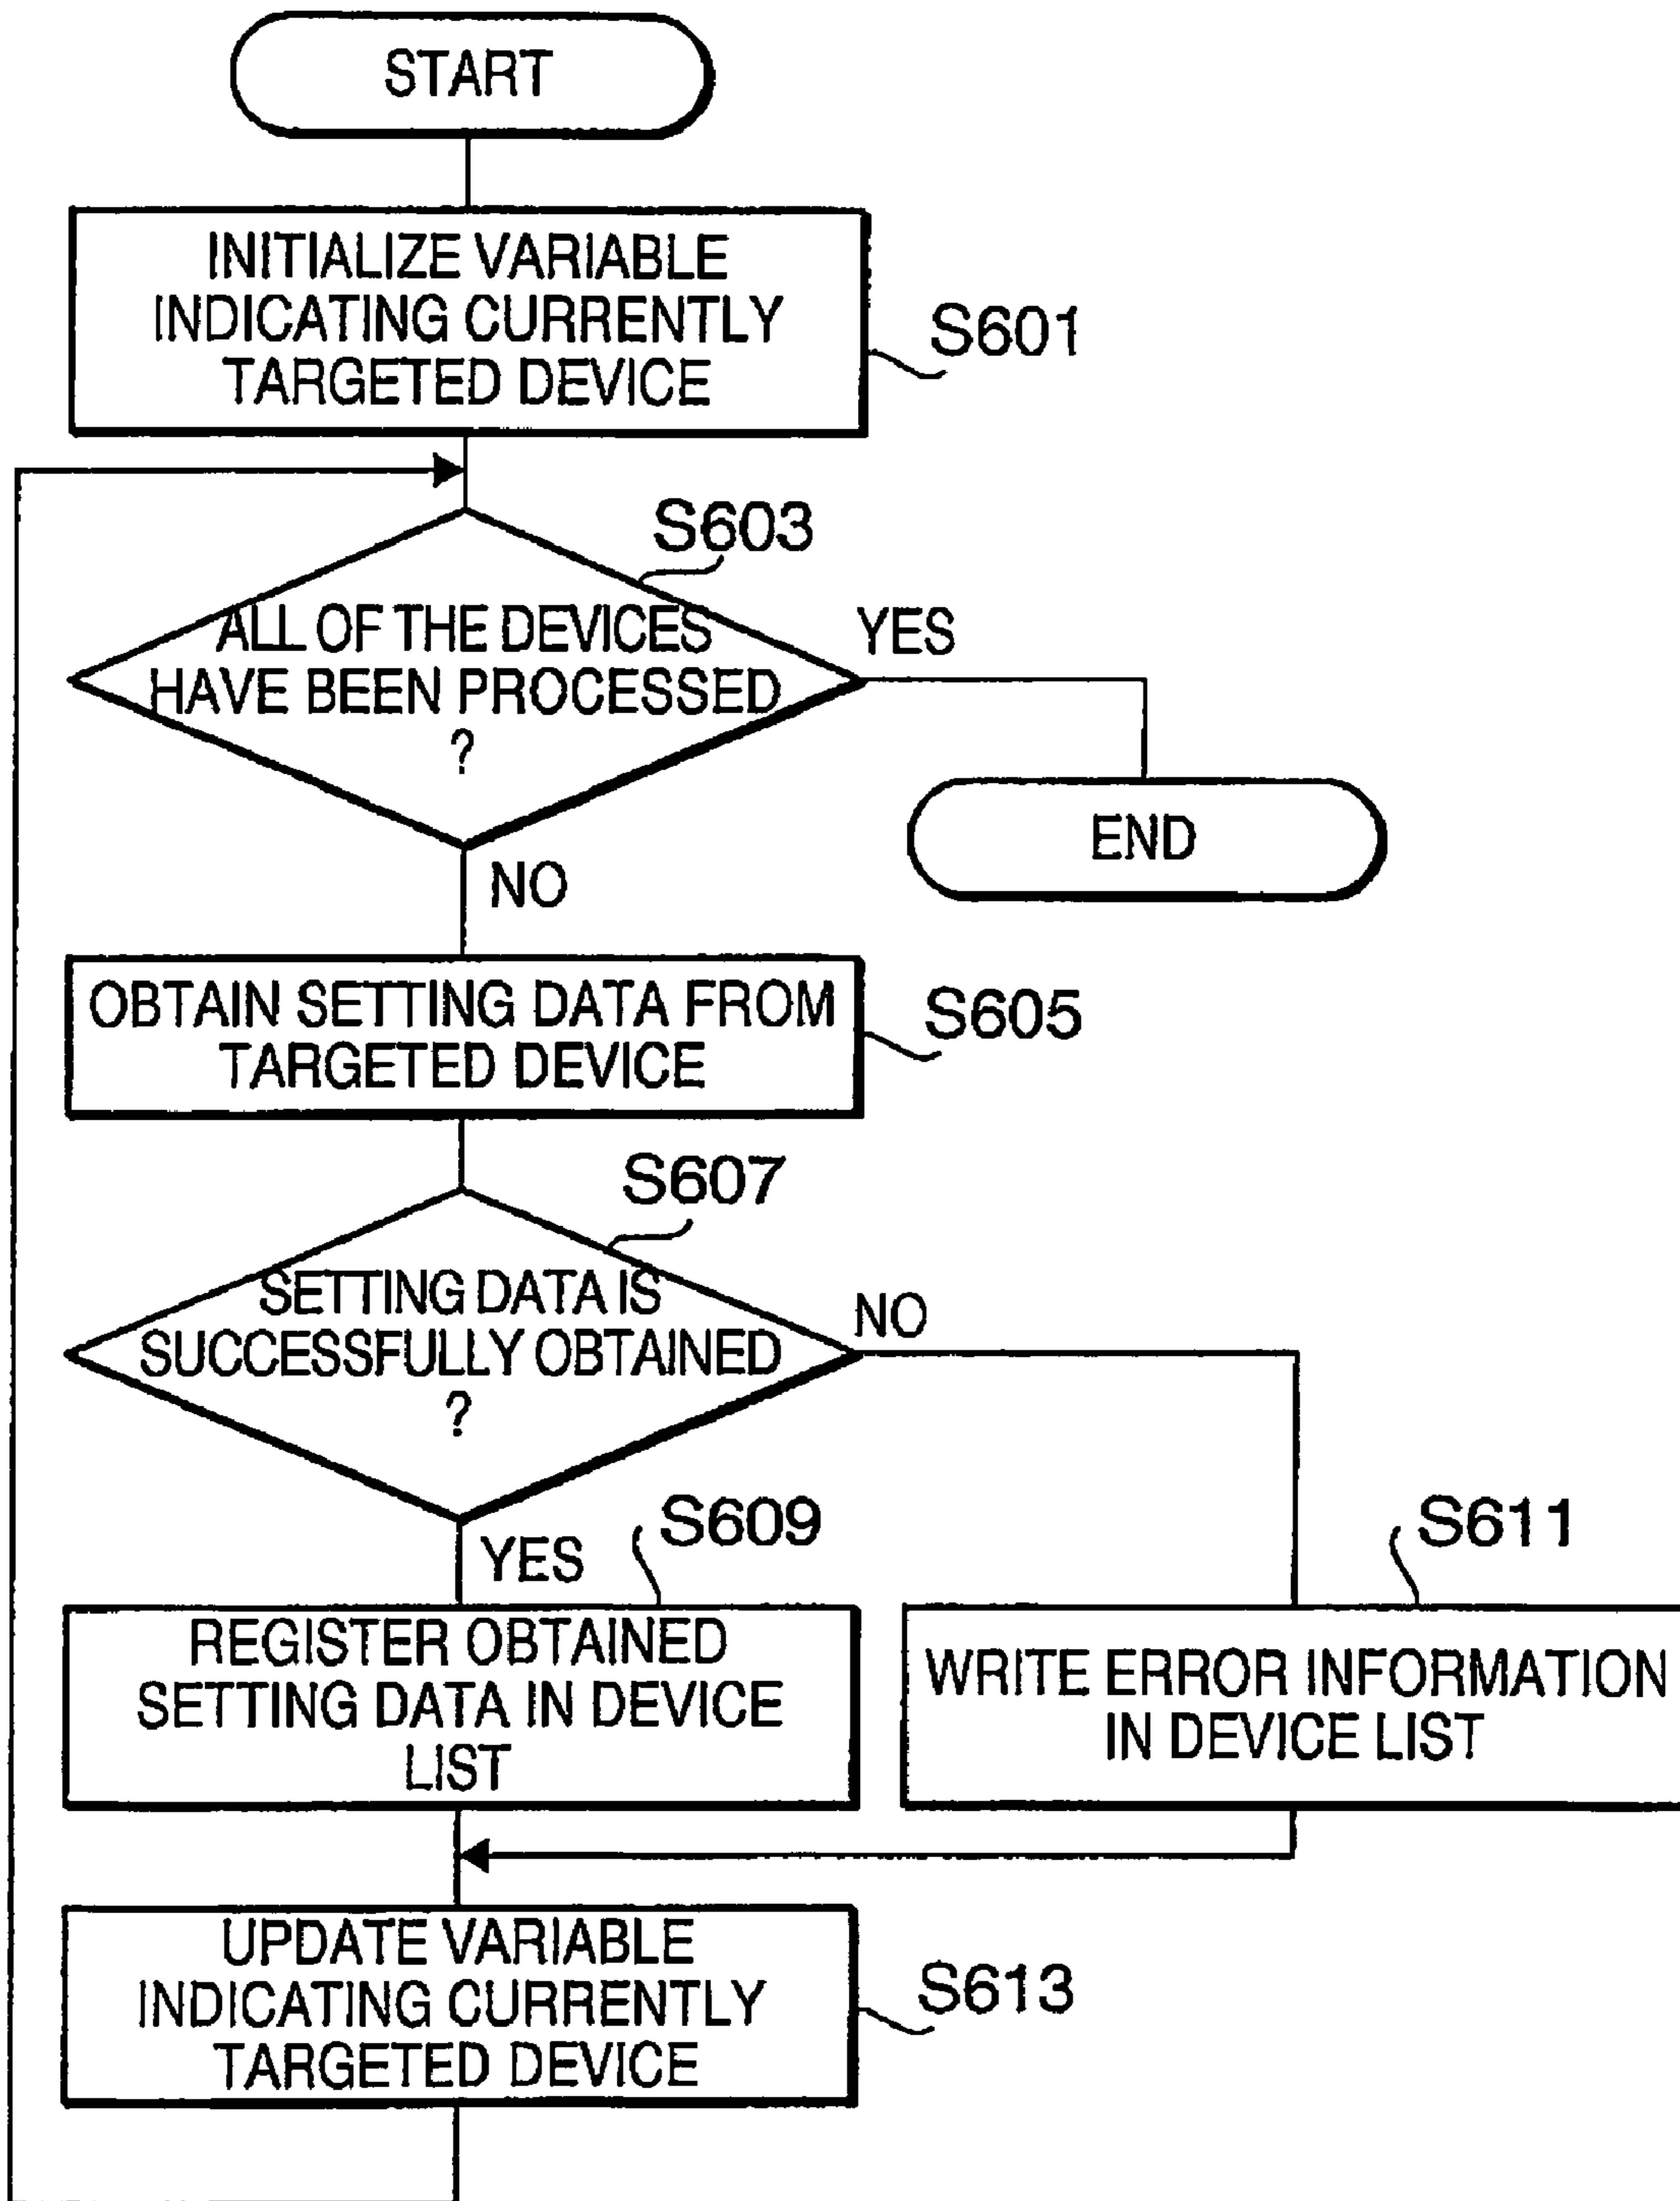 START
INITIALIZE VARIABLE
INDICATING CURRENTLY
TARGETED DEVICE
S601
S603
ALL OF THE DEVICES
HAVE BEEN PROCESSED
?
YES
END
NO
OBTAIN SETTING DATA FROM
TARGETED DEVICE
S605
S607
SETTING DATA IS
SUCCESSFULLY OBTAINED
?
NO
YES
S609
REGISTER OBTAINED
SETTING DATA IN DEVICE
LIST
S611
WRITE ERROR INFORMATION
IN DEVICE LIST
UPDATE VARIABLE
INDICATING CURRENTLY
TARGETED DEVICE
S613